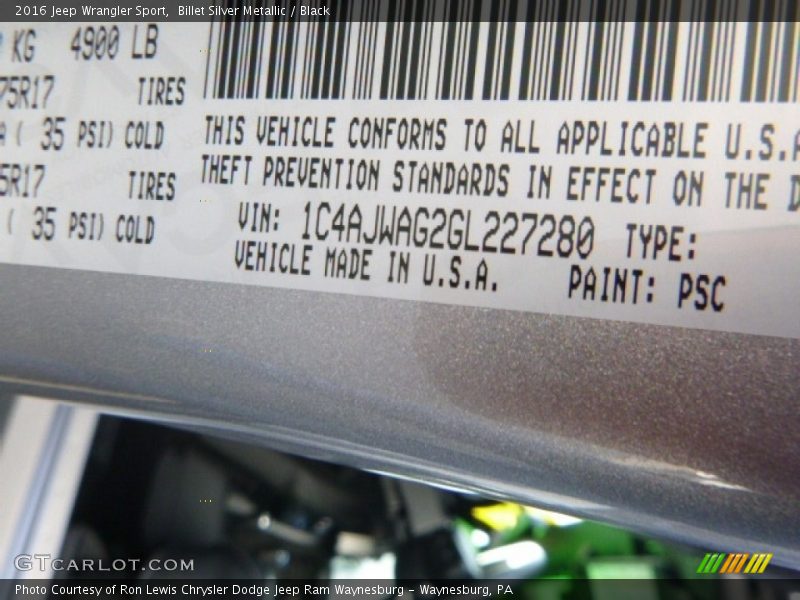 2016 Jeep Wrangler Sport, Billet Silver Metallic / Black
KG 4900 LB
75R17 TIRES
( 35 PSI) COLD
5R17 TIRES
( 35 PSI) COLD
THIS VEHICLE CONFORMS TO ALL APPLICABLE U.S.A
THEFT PREVENTION STANDARDS IN EFFECT ON THE D
VIN: 1C4AJWAG2GL227280 TYPE:
VEHICLE MADE IN U.S.A. PAINT: PSC
GTCARLOT.COM
Photo Courtesy of Ron Lewis Chrysler Dodge Jeep Ram Waynesburg - Waynesburg, PA